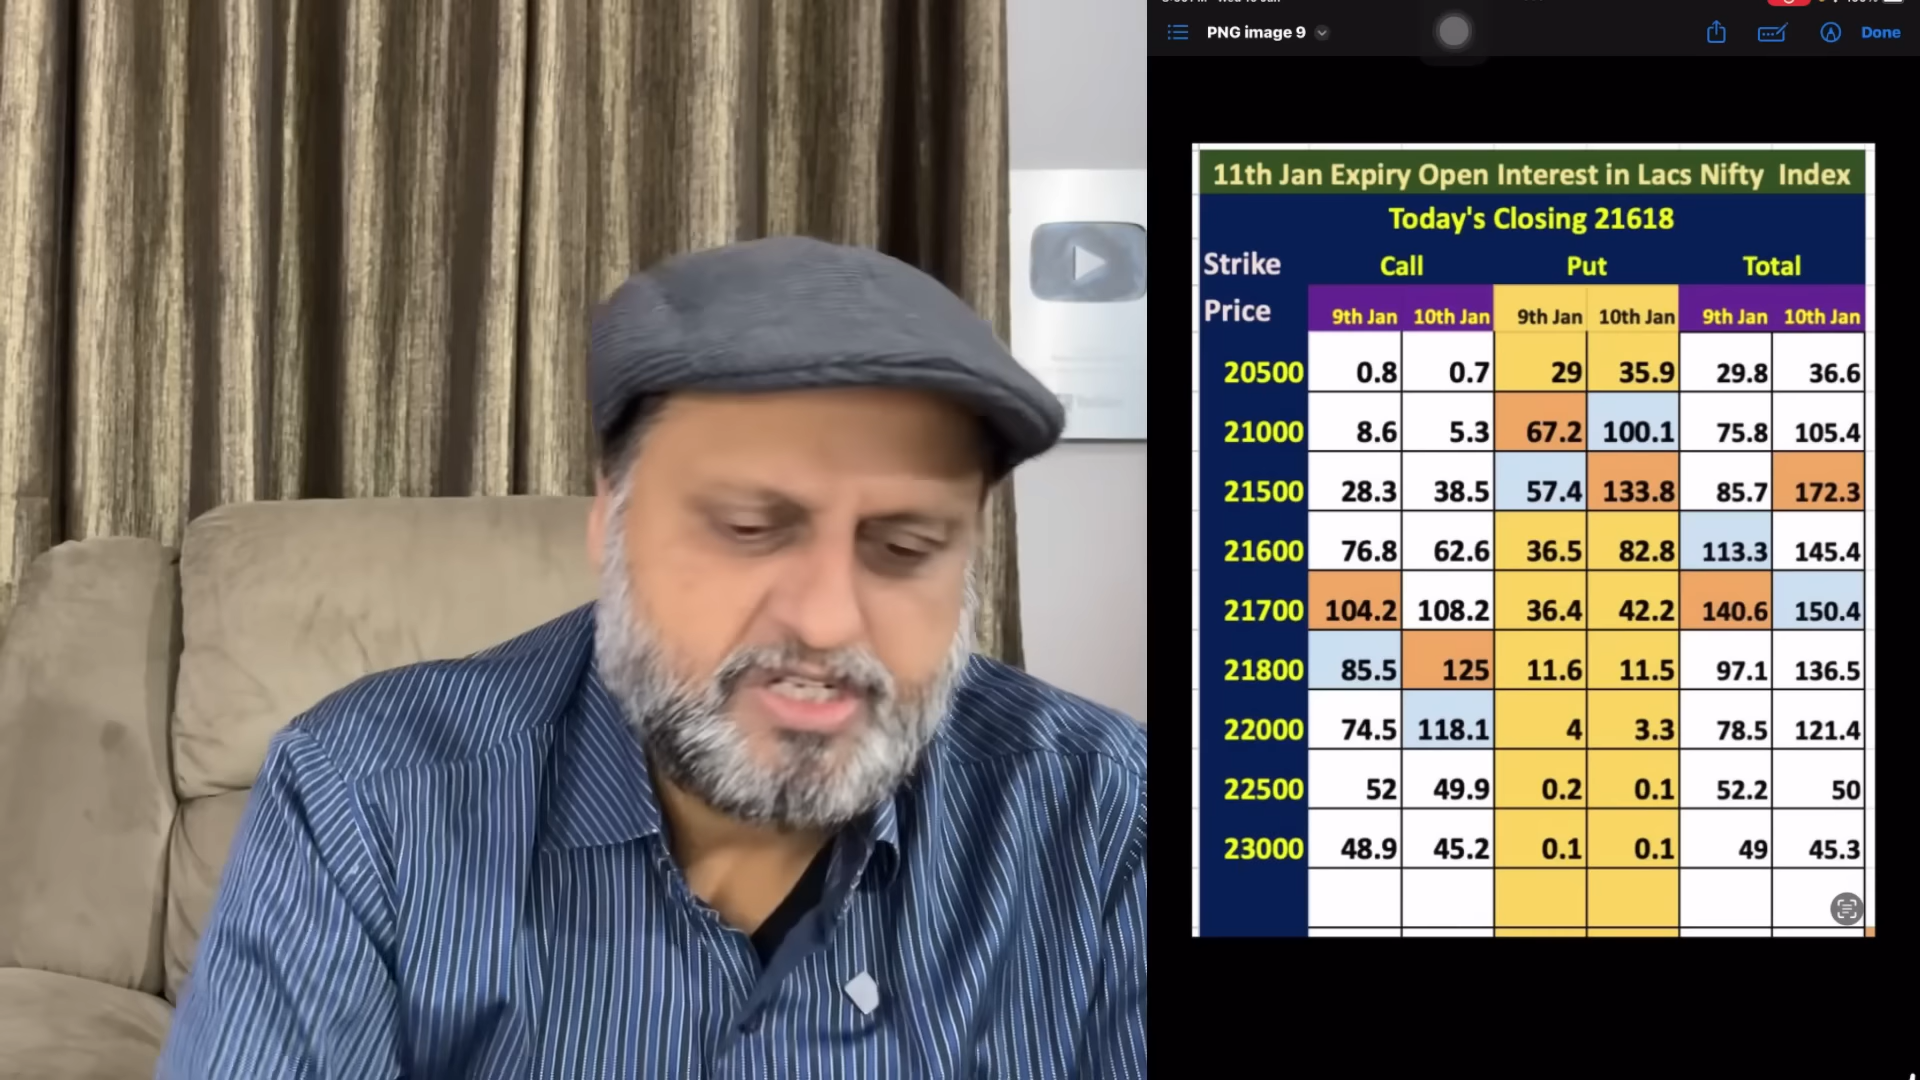 PNG image 9
Done
11th Jan Expiry Open Interest in Lacs Nifty Index
Today's Closing 21618
Strike Call Put Total
Price 9th Jan 10th Jan 9th Jan 10th Jan 9th Jan 10th Jan
20500 0.8 0.7 29 35.9 29.8 36.6
21000 8.6 5.3 67.2 100.1 75.8 105.4
21500 28.3 38.5 57.4 133.8 85.7 172.3
21600 76.8 62.6 36.5 82.8 113.3 145.4
21700 104.2 108.2 36.4 42.2 140.6 150.4
21800 85.5 125 11.6 11.5 97.1 136.5
22000 74.5 118.1 4 3.3 78.5 121.4
22500 52 49.9 0.2 0.1 52.2 50
23000 48.9 45.2 0.1 0.1 49 45.3